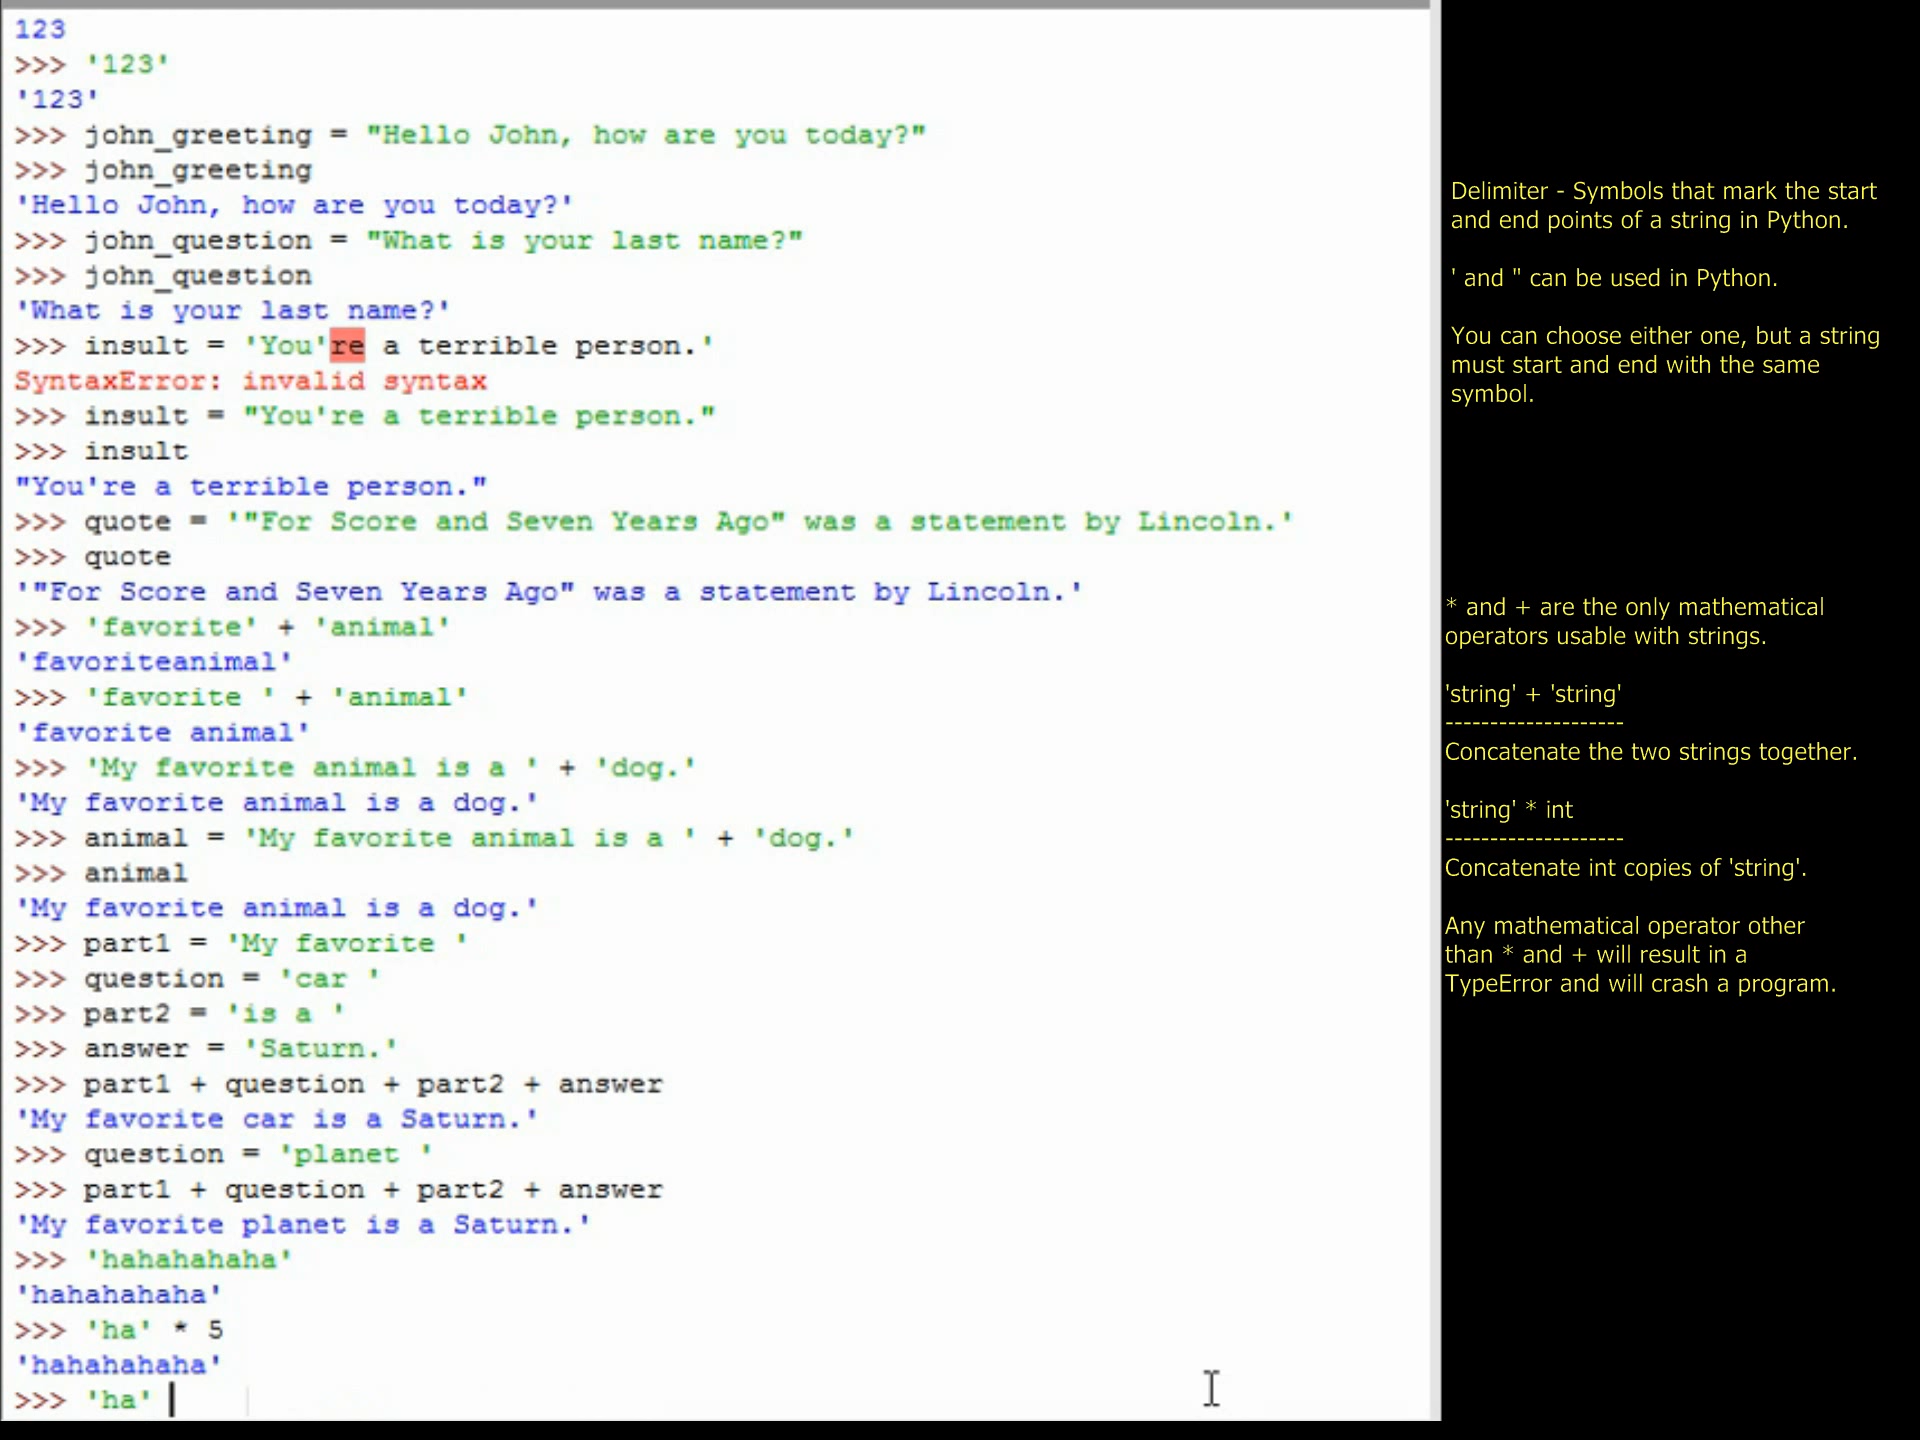 123
>>> '123'
'123'
>>> john_greeting = "Hello John, how are you today?"
>>> john_greeting
'Hello John, how are you today?'
>>> john_question = "What is your last name?"
>>> john_question
'What is your last name?'
>>> insult = 'You're a terrible person.'
SyntaxError: invalid syntax
>>> insult = "You're a terrible person."
>>> insult
"You're a terrible person."
>>> quote = '"For Score and Seven Years Ago" was a statement by Lincoln.'
>>> quote
'"For Score and Seven Years Ago" was a statement by Lincoln.'
>>> 'favorite' + 'animal'
'favoriteanimal'
>>> 'favorite ' + 'animal'
'favorite animal'
>>> 'My favorite animal is a ' + 'dog.'
'My favorite animal is a dog.'
>>> animal = 'My favorite animal is a ' + 'dog.'
>>> animal
'My favorite animal is a dog.'
>>> part1 = 'My favorite '
>>> question = 'car '
>>> part2 = 'is a '
>>> answer = 'Saturn.'
>>> part1 + question + part2 + answer
'My favorite car is a Saturn.'
>>> question = 'planet '
>>> part1 + question + part2 + answer
'My favorite planet is a Saturn.'
>>> 'hahahahaha'
'hahahahaha'
>>> 'ha' * 5
'hahahahaha'
>>> 'ha'
Delimiter - Symbols that mark the start
and end points of a string in Python.
' and " can be used in Python.
You can choose either one, but a string
must start and end with the same
symbol.
* and + are the only mathematical
operators usable with strings.
'string' + 'string'
--------------------
Concatenate the two strings together.
'string' * int
--------------------
Concatenate int copies of 'string'.
Any mathematical operator other
than * and + will result in a
TypeError and will crash a program.